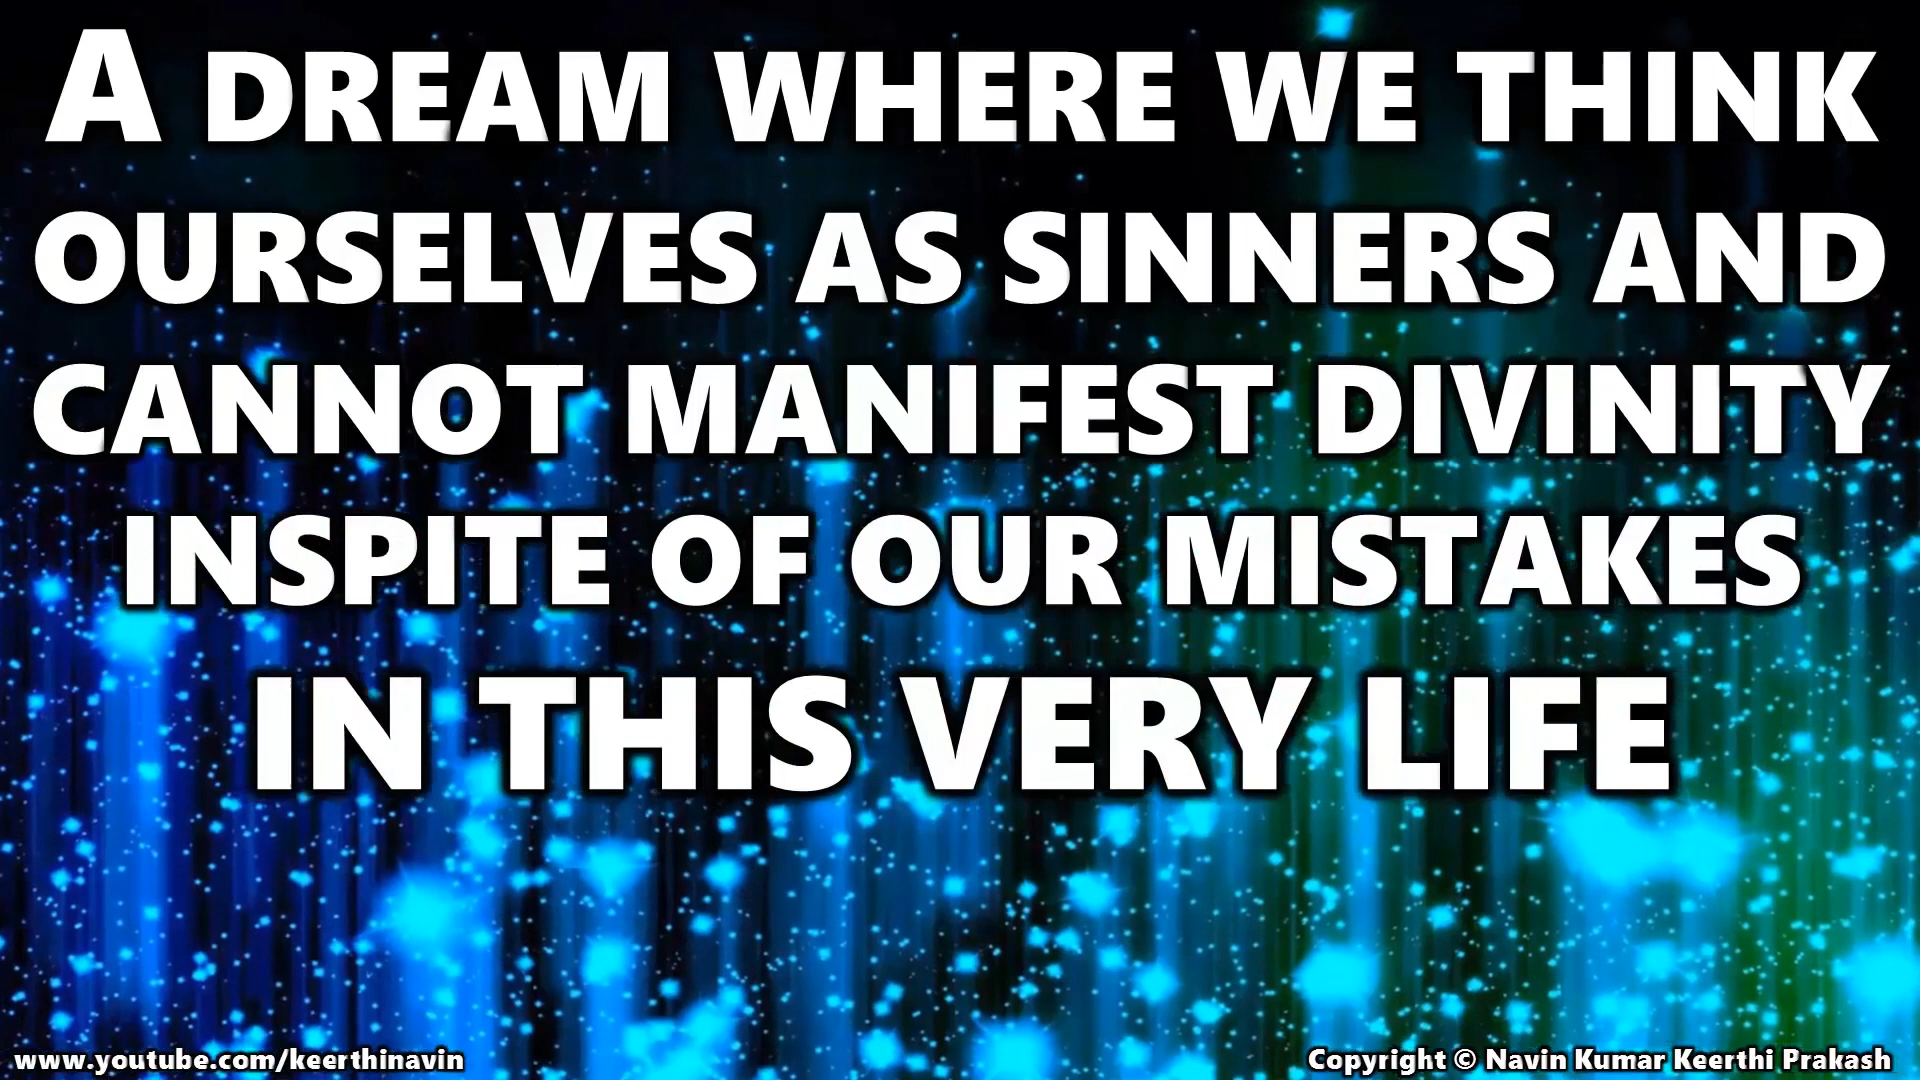 A DREAM WHERE WE THINK
OURSELVES AS SINNERS AND
CANNOT MANIFEST DIVINITY
INSPITE OF OUR MISTAKES
IN THIS VERY LIFE
www.youtube.com/keerthinavin
Copyright © Navin Kumar Keerthi Prakash